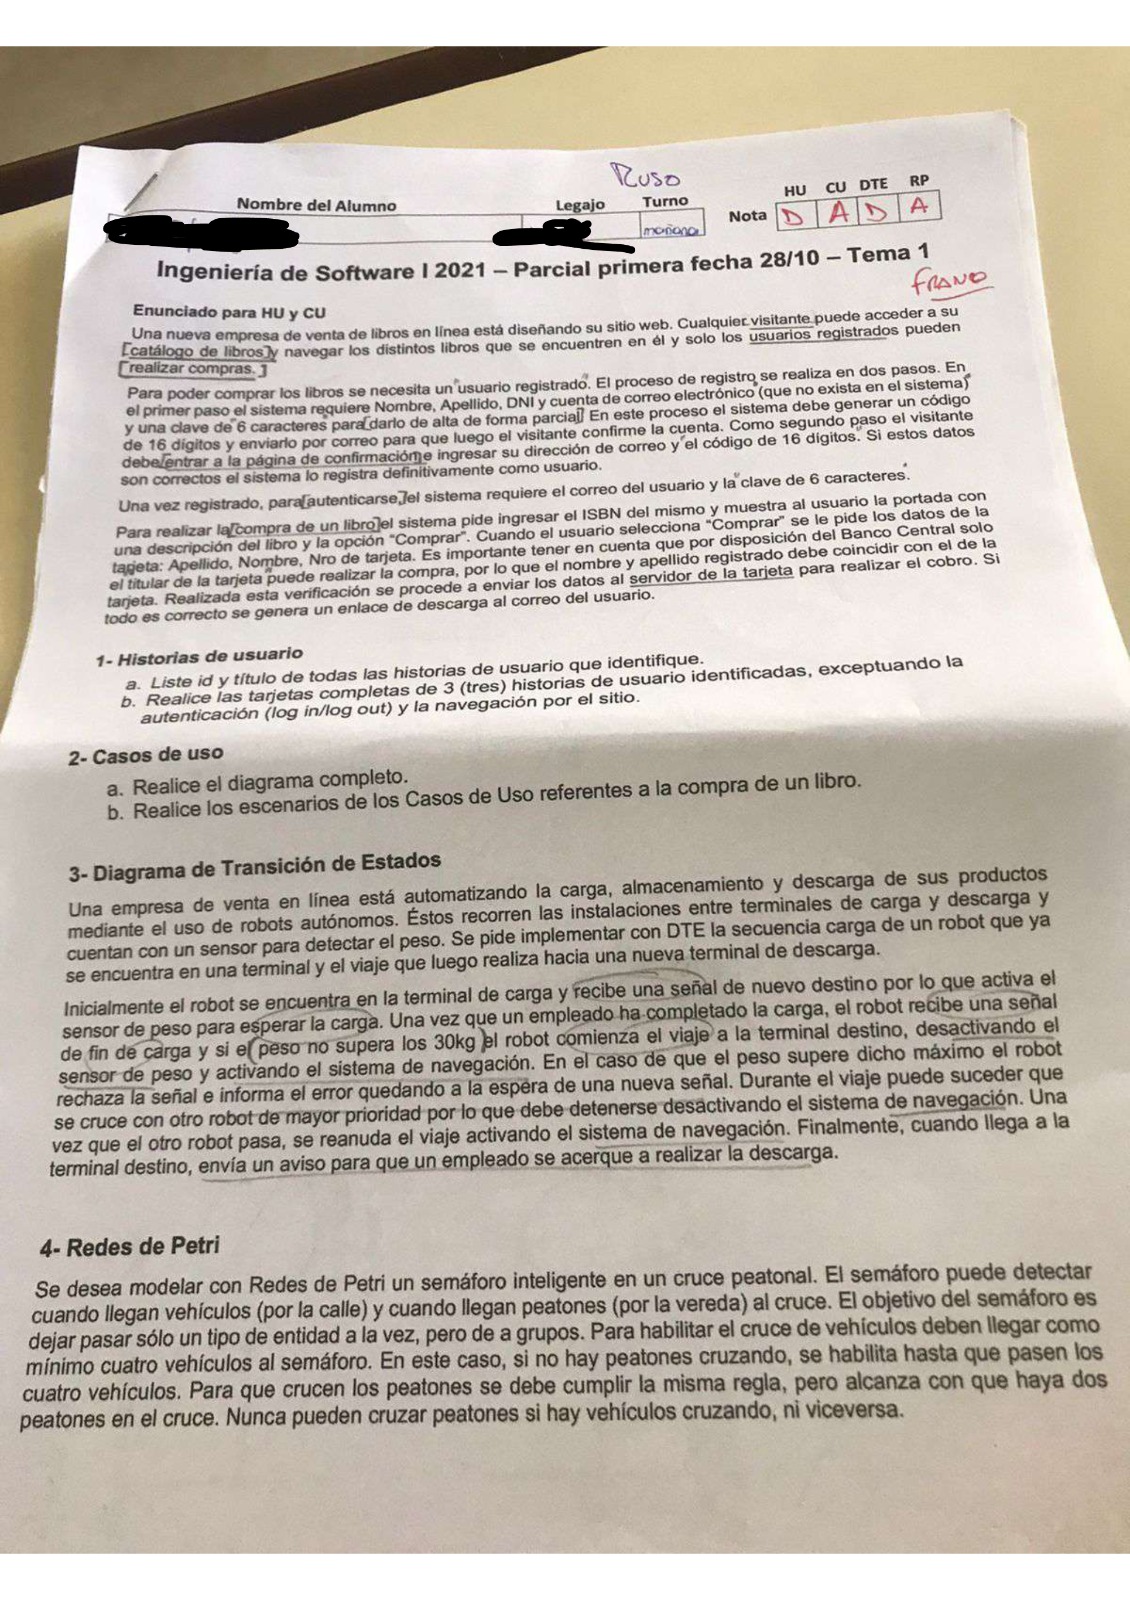 Ruso
HU CU DTE RP
Nombre del Alumno Legajo Turno Nota D A D A
mañana
Ingeniería de Software I 2021 – Parcial primera fecha 28/10 – Tema 1
FRANO
Enunciado para HU y CU
Una nueva empresa de venta de libros en línea está diseñando su sitio web. Cualquier visitante puede acceder a su
catálogo de libros y navegar los distintos libros que se encuentren en él y solo los usuarios registrados pueden
realizar compras.
Para poder comprar los libros se necesita un usuario registrado. El proceso de registro se realiza en dos pasos. En
el primer paso el sistema requiere Nombre, Apellido, DNI y cuenta de correo electrónico (que no exista en el sistema)
y una clave de 6 caracteres para darlo de alta de forma parcial. En este proceso el sistema debe generar un código
de 16 dígitos y enviarlo por correo para que luego el visitante confirme la cuenta. Como segundo paso el visitante
debe entrar a la página de confirmación e ingresar su dirección de correo y el código de 16 dígitos. Si estos datos
son correctos el sistema lo registra definitivamente como usuario.
Una vez registrado, para autenticarse, el sistema requiere el correo del usuario y la clave de 6 caracteres.
Para realizar la compra de un libro el sistema pide ingresar el ISBN del mismo y muestra al usuario la portada con
una descripción del libro y la opción “Comprar”. Cuando el usuario selecciona “Comprar” se le pide los datos de la
tarjeta: Apellido, Nombre, Nro de tarjeta. Es importante tener en cuenta que por disposición del Banco Central solo
el titular de la tarjeta puede realizar la compra, por lo que el nombre y apellido registrado debe coincidir con el de la
tarjeta. Realizada esta verificación se procede a enviar los datos al servidor de la tarjeta para realizar el cobro. Si
todo es correcto se genera un enlace de descarga al correo del usuario.
1- Historias de usuario
a. Liste id y título de todas las historias de usuario que identifique.
b. Realice las tarjetas completas de 3 (tres) historias de usuario identificadas, exceptuando la
autenticación (log in/log out) y la navegación por el sitio.
2- Casos de uso
a. Realice el diagrama completo.
b. Realice los escenarios de los Casos de Uso referentes a la compra de un libro.
3- Diagrama de Transición de Estados
Una empresa de venta en línea está automatizando la carga, almacenamiento y descarga de sus productos
mediante el uso de robots autónomos. Éstos recorren las instalaciones entre terminales de carga y descarga y
cuentan con un sensor para detectar el peso. Se pide implementar con DTE la secuencia carga de un robot que ya
se encuentra en una terminal y el viaje que luego realiza hacia una nueva terminal de descarga.
Inicialmente el robot se encuentra en la terminal de carga y recibe una señal de nuevo destino por lo que activa el
sensor de peso para esperar la carga. Una vez que un empleado ha completado la carga, el robot recibe una señal
de fin de carga y si el peso no supera los 30kg el robot comienza el viaje a la terminal destino, desactivando el
sensor de peso y activando el sistema de navegación. En el caso de que el peso supere dicho máximo el robot
rechaza la señal e informa el error quedando a la espera de una nueva señal. Durante el viaje puede suceder que
se cruce con otro robot de mayor prioridad por lo que debe detenerse desactivando el sistema de navegación. Una
vez que el otro robot pasa, se reanuda el viaje activando el sistema de navegación. Finalmente, cuando llega a la
terminal destino, envía un aviso para que un empleado se acerque a realizar la descarga.
4- Redes de Petri
Se desea modelar con Redes de Petri un semáforo inteligente en un cruce peatonal. El semáforo puede detectar
cuando llegan vehículos (por la calle) y cuando llegan peatones (por la vereda) al cruce. El objetivo del semáforo es
dejar pasar sólo un tipo de entidad a la vez, pero de a grupos. Para habilitar el cruce de vehículos deben llegar como
mínimo cuatro vehículos al semáforo. En este caso, si no hay peatones cruzando, se habilita hasta que pasen los
cuatro vehículos. Para que crucen los peatones se debe cumplir la misma regla, pero alcanza con que haya dos
peatones en el cruce. Nunca pueden cruzar peatones si hay vehículos cruzando, ni viceversa.